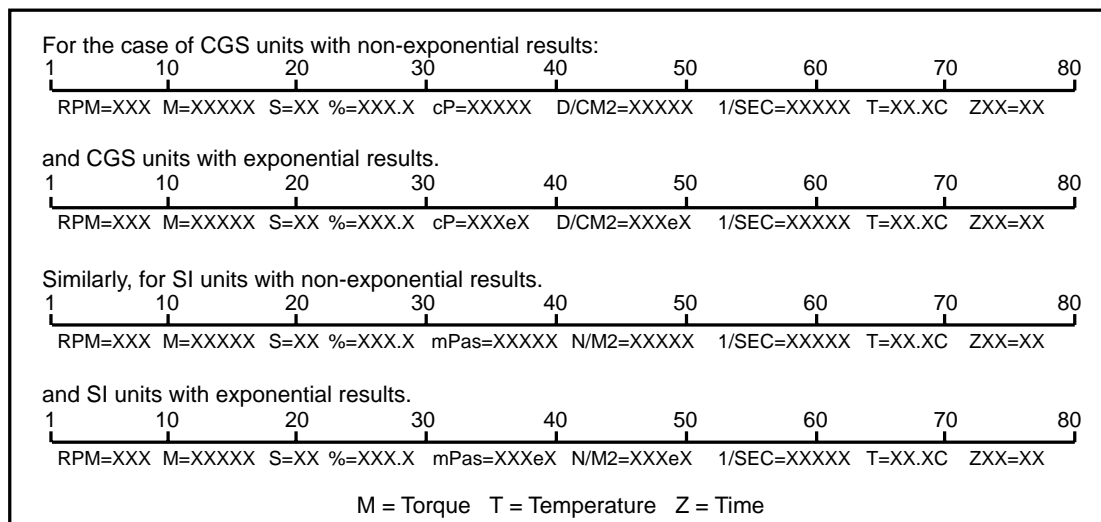 For the case of CGS units with non-exponential results:
1 10 20 30 40 50 60 70 80
RPM=XXX M=XXXXX S=XX %=XXX.X cP=XXXXX D/CM2=XXXXX 1/SEC=XXXXX T=XX.XC ZXX=XX
and CGS units with exponential results.
1 10 20 30 40 50 60 70 80
RPM=XXX M=XXXXX S=XX %=XXX.X cP=XXXeX D/CM2=XXXeX 1/SEC=XXXXX T=XX.XC ZXX=XX
Similarly, for SI units with non-exponential results.
1 10 20 30 40 50 60 70 80
RPM=XXX M=XXXXX S=XX %=XXX.X mPas=XXXXX N/M2=XXXXX 1/SEC=XXXXX T=XX.XC ZXX=XX
and SI units with exponential results.
1 10 20 30 40 50 60 70 80
RPM=XXX M=XXXXX S=XX %=XXX.X mPas=XXXeX N/M2=XXXeX 1/SEC=XXXXX T=XX.XC ZXX=XX
M = Torque T = Temperature Z = Time